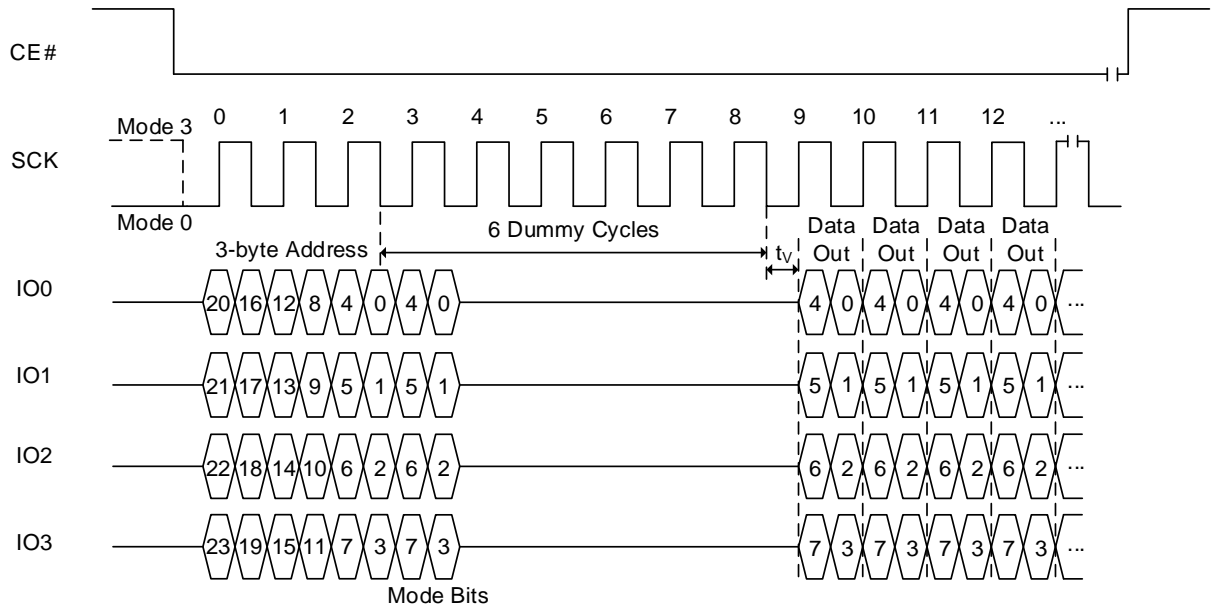 CE#
0 1 2 3 4 5 6 7 8 9 10 11 12 ...
Mode 3
SCK
Mode 0
6 Dummy Cycles
Data Data Data Data
3-byte Address
tV
Out Out Out Out
IO0
20 16 12 8 4 0 4 0 4 0 4 0 4 0 4 0 ...
IO1
21 17 13 9 5 1 5 1 5 1 5 1 5 1 5 1 ...
IO2
22 18 14 10 6 2 6 2 6 2 6 2 6 2 6 2 ...
IO3
23 19 15 11 7 3 7 3 7 3 7 3 7 3 7 3 ...
Mode Bits